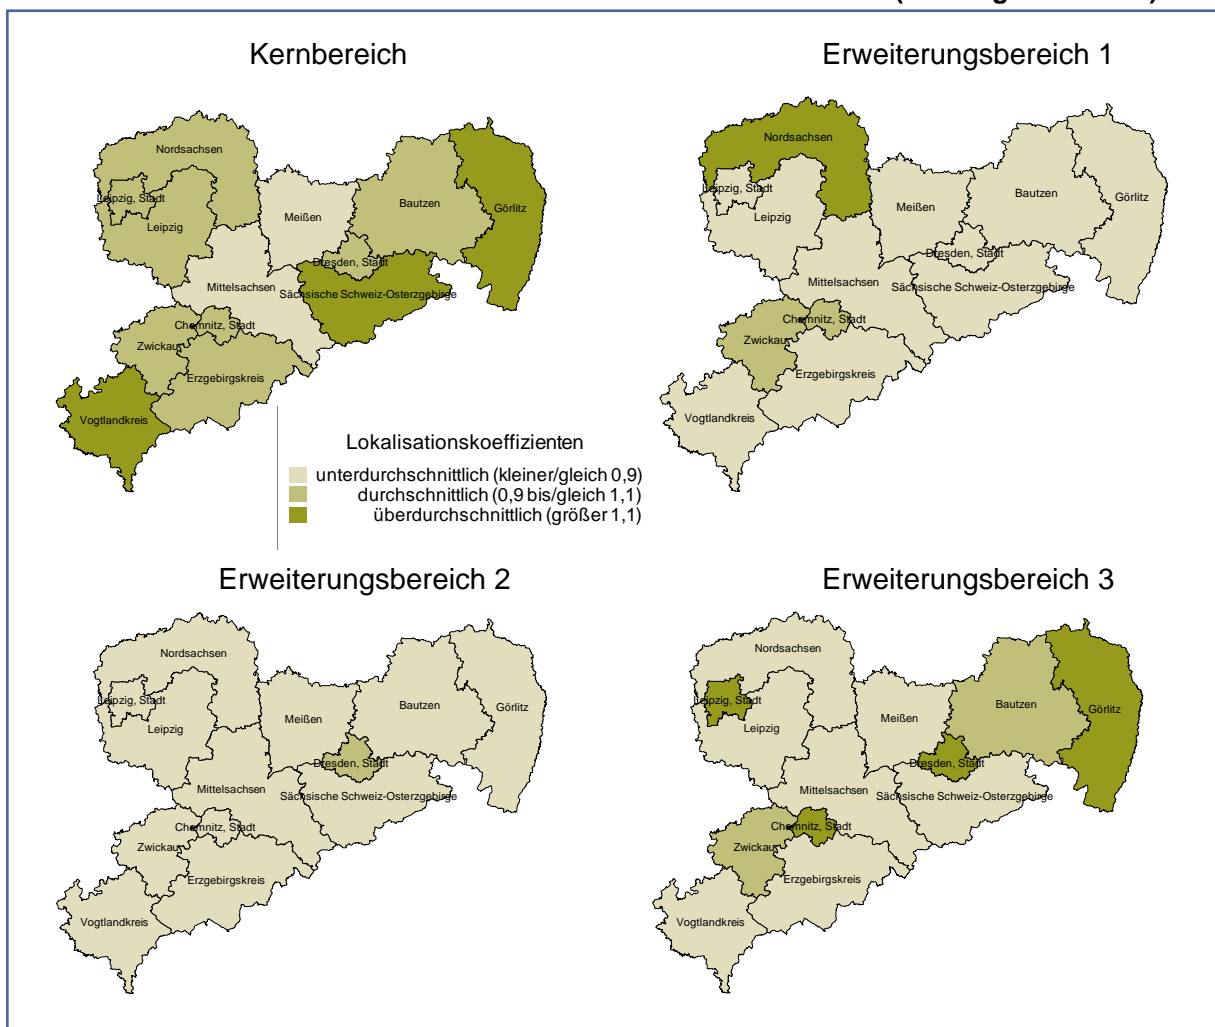 Kernbereich
Nordsachsen
Leipzig, Stadt
Leipzig
Meißen
Bautzen
Görlitz
Dresden, Stadt
Mittelsachsen
Sächsische Schweiz-Osterzgebirge
Chemnitz, Stadt
Zwickau
Erzgebirgskreis
Vogtlandkreis
Erweiterungsbereich 1
Nordsachsen
Leipzig, Stadt
Leipzig
Meißen
Bautzen
Görlitz
Dresden, Stadt
Mittelsachsen
Sächsische Schweiz-Osterzgebirge
Chemnitz, Stadt
Zwickau
Erzgebirgskreis
Vogtlandkreis
Lokalisationskoeffizienten
unterdurchschnittlich (kleiner/gleich 0,9)
durchschnittlich (0,9 bis/gleich 1,1)
überdurchschnittlich (größer 1,1)
Erweiterungsbereich 2
Nordsachsen
Leipzig, Stadt
Leipzig
Meißen
Bautzen
Görlitz
Dresden, Stadt
Mittelsachsen
Sächsische Schweiz-Osterzgebirge
Chemnitz, Stadt
Zwickau
Erzgebirgskreis
Vogtlandkreis
Erweiterungsbereich 3
Nordsachsen
Leipzig, Stadt
Leipzig
Meißen
Bautzen
Görlitz
Dresden, Stadt
Mittelsachsen
Sächsische Schweiz-Osterzgebirge
Chemnitz, Stadt
Zwickau
Erzgebirgskreis
Vogtlandkreis